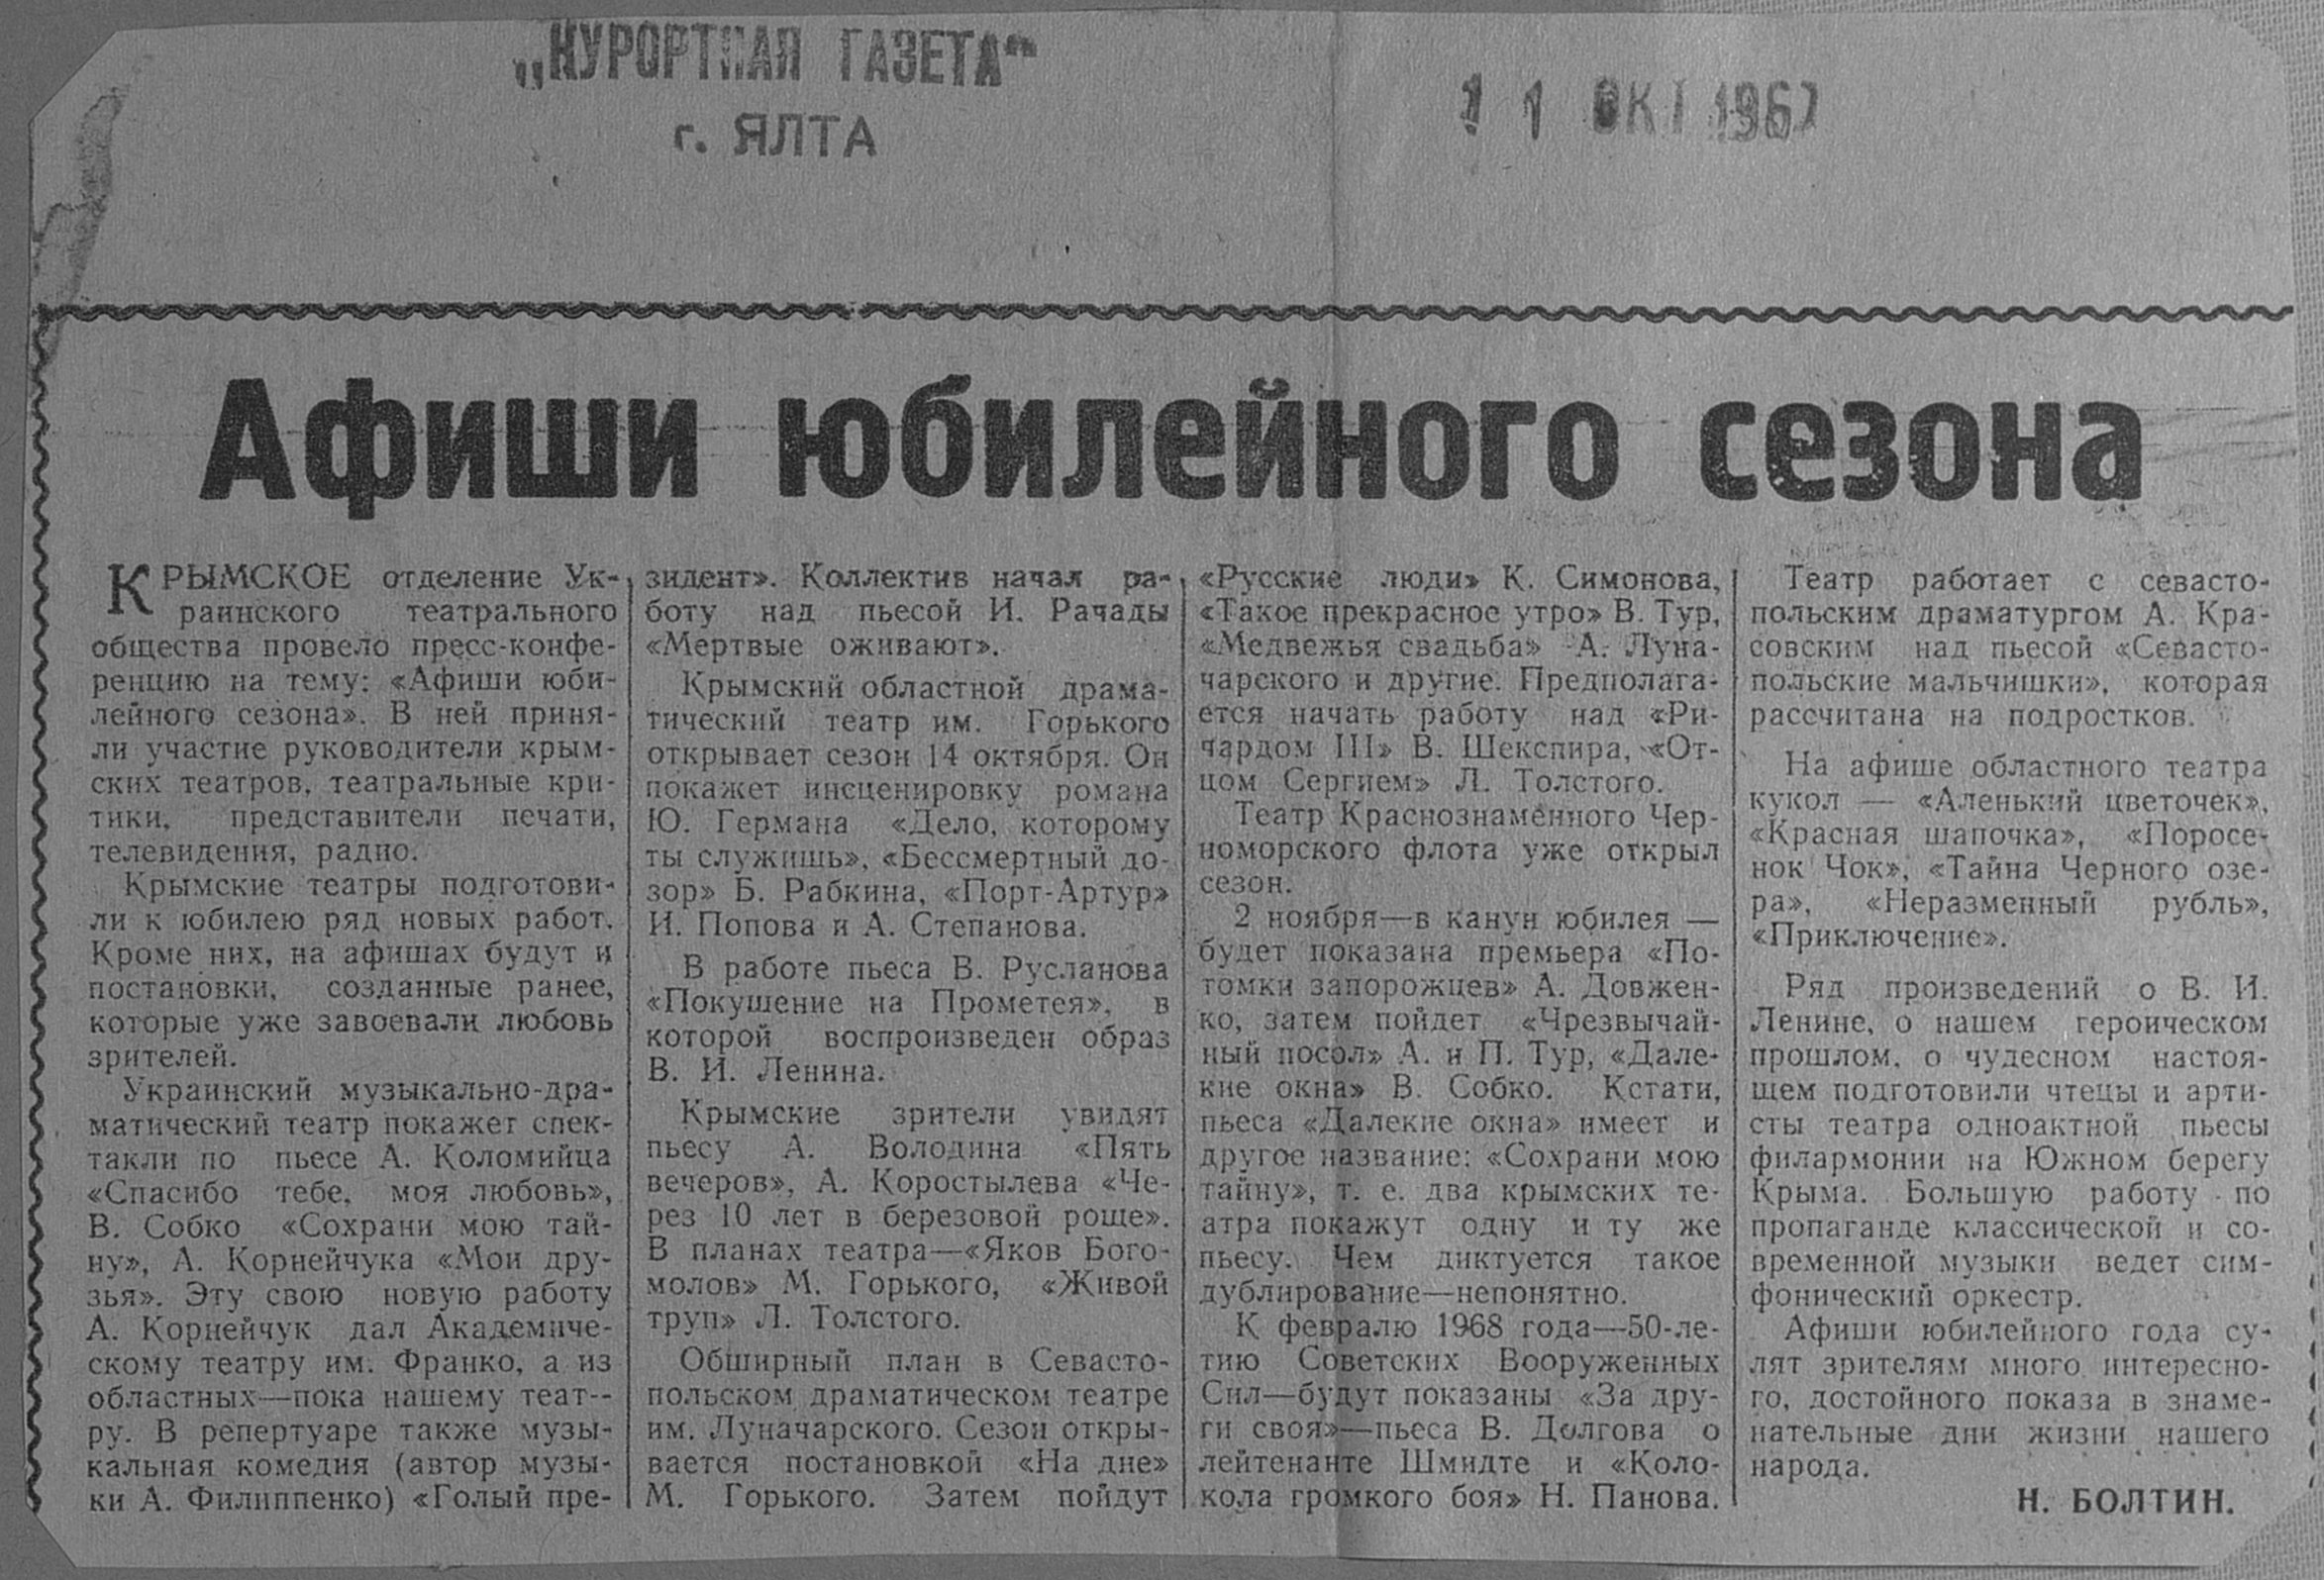 „КУРОРТНАЯ ГАЗЕТА“
г. ЯЛТА
11 ОКТ 1967
Афиши юбилейного сезона
КРЫМСКОЕ отделение Ук-
раинского театрального
общества провело пресс-конфе-
ренцию на тему: «Афиши юби-
лейного сезона». В ней приня-
ли участие руководители крым-
ских театров, театральные кри-
тики, представители печати,
телевидения, радио.
Крымские театры подготови-
ли к юбилею ряд новых работ.
Кроме них, на афишах будут и
постановки, созданные ранее,
которые уже завоевали любовь
зрителей.
Украинский музыкально-дра-
матический театр покажет спек-
такли по пьесе А. Коломийца
«Спасибо тебе, моя любовь»,
В. Собко «Сохрани мою тай-
ну», А. Корнейчука «Мои дру-
зья». Эту свою новую работу
А. Корнейчук дал Академиче-
скому театру им. Франко, а из
областных—пока нашему теат--
ру. В репертуаре также музы-
кальная комедия (автор музы-
ки А. Филиппенко) «Голый пре-
зидент». Коллектив начал ра-
боту над пьесой И. Рачады
«Мертвые оживают».
Крымский областной драма-
тический театр им. Горького
открывает сезон 14 октября. Он
покажет инсценировку романа
Ю. Германа «Дело, которому
ты служишь», «Бессмертный до-
зор» Б. Рабкина, «Порт-Артур»
И. Попова и А. Степанова.
В работе пьеса В. Русланова
«Покушение на Прометея», в
которой воспроизведен образ
В. И. Ленина.
Крымские зрители увидят
пьесу А. Володина «Пять
вечеров», А. Коростылева «Че-
рез 10 лет в березовой роще».
В планах театра—«Яков Бого-
молов» М. Горького, «Живой
труп» Л. Толстого.
Обширный план в Севасто-
польском драматическом театре
им. Луначарского. Сезон откры-
вается постановкой «На дне»
М. Горького. Затем пойдут
«Русские люди» К. Симонова,
«Такое прекрасное утро» В. Тур,
«Медвежья свадьба» А. Луна-
чарского и другие. Предполага-
ется начать работу над «Ри-
чардом III» В. Шекспира, «От-
цом Сергием» Л. Толстого.
Театр Краснознаменного Чер-
номорского флота уже открыл
сезон.
2 ноября—в канун юбилея —
будет показана премьера «По-
томки запорожцев» А. Довжен-
ко, затем пойдет «Чрезвычай-
ный посол» А. и П. Тур, «Дале-
кие окна» В. Собко. Кстати,
пьеса «Далекие окна» имеет и
другое название: «Сохрани мою
тайну», т. е. два крымских те-
атра покажут одну и ту же
пьесу. Чем диктуется такое
дублирование—непонятно.
К февралю 1968 года—50-ле-
тию Советских Вооруженных
Сил—будут показаны «За дру-
ги своя»—пьеса В. Долгова о
лейтенанте Шмидте и «Коло-
кола громкого боя» Н. Панова.
Театр работает с севасто-
польским драматургом А. Кра-
совским над пьесой «Севасто-
польские мальчишки», которая
рассчитана на подростков.
На афише областного театра
кукол — «Аленький цветочек»,
«Красная шапочка», «Поросе-
нок Чок», «Тайна Черного озе-
ра», «Неразменный рубль»,
«Приключение».
Ряд произведений о В. И.
Ленине, о нашем героическом
прошлом, о чудесном настоя-
щем подготовили чтецы и арти-
сты театра одноактной пьесы
филармонии на Южном берегу
Крыма. Большую работу по
пропаганде классической и со-
временной музыки ведет сим-
фонический оркестр.
Афиши юбилейного года су-
лят зрителям много интересно-
го, достойного показа в знаме-
нательные дни жизни нашего
народа.
Н. БОЛТИН.